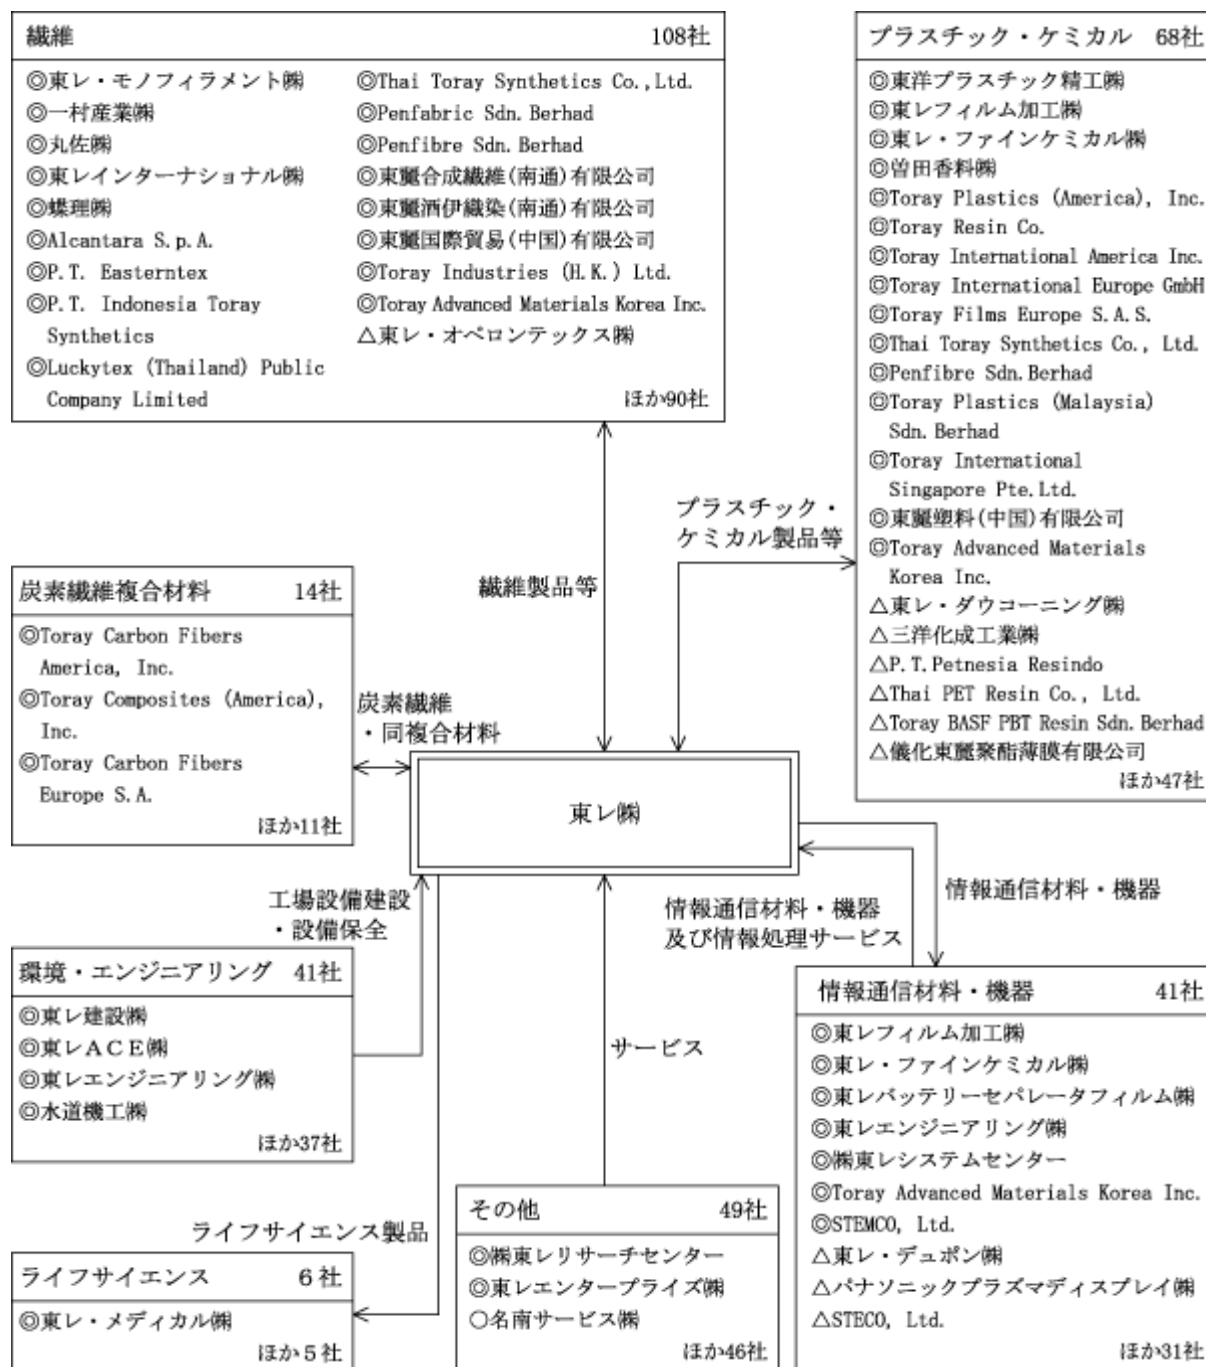 繊維 108社
◎東レ・モノフィラメント㈱
◎一村産業㈱
◎丸佐㈱
◎東レインターナショナル㈱
◎蝶理㈱
◎Alcantara S.p.A.
◎P.T. Easterntex
◎P.T. Indonesia Toray
Synthetics
◎Luckytex (Thailand) Public
Company Limited
◎Thai Toray Synthetics Co.,Ltd.
◎Penfabric Sdn. Berhad
◎Penfibre Sdn. Berhad
◎東麗合成繊維(南通)有限公司
◎東麗酒伊織染(南通)有限公司
◎東麗国際貿易(中国)有限公司
◎Toray Industries (H.K.) Ltd.
◎Toray Advanced Materials Korea Inc.
△東レ・オペロンテックス㈱
ほか90社
プラスチック・ケミカル 68社
◎東洋プラスチック精工㈱
◎東レフィルム加工㈱
◎東レ・ファインケミカル㈱
◎曽田香料㈱
◎Toray Plastics (America), Inc.
◎Toray Resin Co.
◎Toray International America Inc.
◎Toray International Europe GmbH
◎Toray Films Europe S.A.S.
◎Thai Toray Synthetics Co., Ltd.
◎Penfibre Sdn. Berhad
◎Toray Plastics (Malaysia)
Sdn. Berhad
◎Toray International
Singapore Pte.Ltd.
◎東麗塑料(中国)有限公司
◎Toray Advanced Materials
Korea Inc.
△東レ・ダウコーニング㈱
△三洋化成工業㈱
△P.T.Petnesia Resindo
△Thai PET Resin Co., Ltd.
△Toray BASF PBT Resin Sdn. Berhad
△儀化東麗聚酯薄膜有限公司
ほか47社
プラスチック・
ケミカル製品等
繊維製品等
炭素繊維複合材料 14社
◎Toray Carbon Fibers
America, Inc.
◎Toray Composites (America),
Inc.
◎Toray Carbon Fibers
Europe S.A.
ほか11社
炭素繊維
・同複合材料
東レ㈱
工場設備建設
・設備保全
情報通信材料・機器
及び情報処理サービス
情報通信材料・機器
環境・エンジニアリング 41社
◎東レ建設㈱
◎東レACE㈱
◎東レエンジニアリング㈱
◎水道機工㈱
ほか37社
サービス
情報通信材料・機器 41社
◎東レフィルム加工㈱
◎東レ・ファインケミカル㈱
◎東レバッテリーセパレータフィルム㈱
◎東レエンジニアリング㈱
◎㈱東レシステムセンター
◎Toray Advanced Materials Korea Inc.
◎STEMCO, Ltd.
△東レ・デュポン㈱
△パナソニックプラズマディスプレイ㈱
△STECO, Ltd.
ほか31社
ライフサイエンス製品
ライフサイエンス 6社
◎東レ・メディカル㈱
ほか5社
その他 49社
◎㈱東レリサーチセンター
◎東レエンタープライズ㈱
○名南サービス㈱
ほか46社